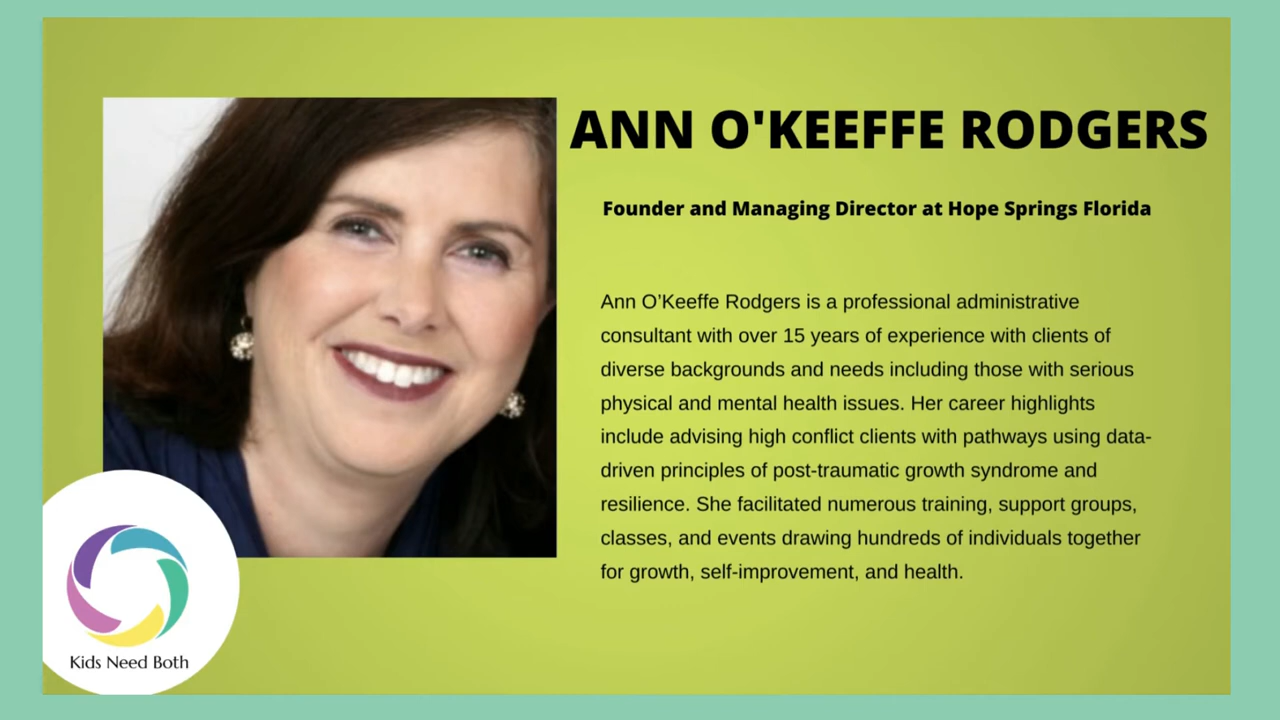 ANN O'KEEFFE RODGERS
Founder and Managing Director at Hope Springs Florida
Ann O'Keeffe Rodgers is a professional administrative
consultant with over 15 years of experience with clients of
diverse backgrounds and needs including those with serious
physical and mental health issues. Her career highlights
include advising high conflict clients with pathways using data-
driven principles of post-traumatic growth syndrome and
resilience. She facilitated numerous training, support groups,
classes, and events drawing hundreds of individuals together
for growth, self-improvement, and health.
Kids Need Both